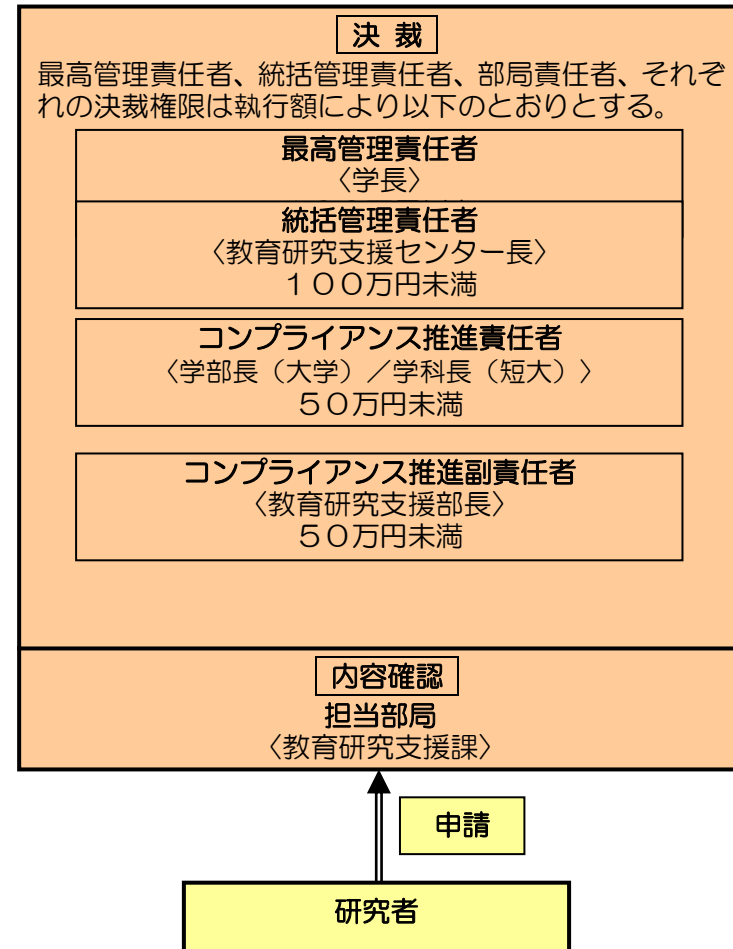 決 裁
最高管理責任者、統括管理責任者、部局責任者、それぞ
れの決裁権限は執行額により以下のとおりとする。
最高管理責任者
〈学長〉
統括管理責任者
〈教育研究支援センター長〉
１００万円未満
コンプライアンス推進責任者
〈学部長（大学）／学科長（短大）〉
５０万円未満
コンプライアンス推進副責任者
〈教育研究支援部長〉
５０万円未満
内容確認
担当部局
〈教育研究支援課〉
申請
研究者